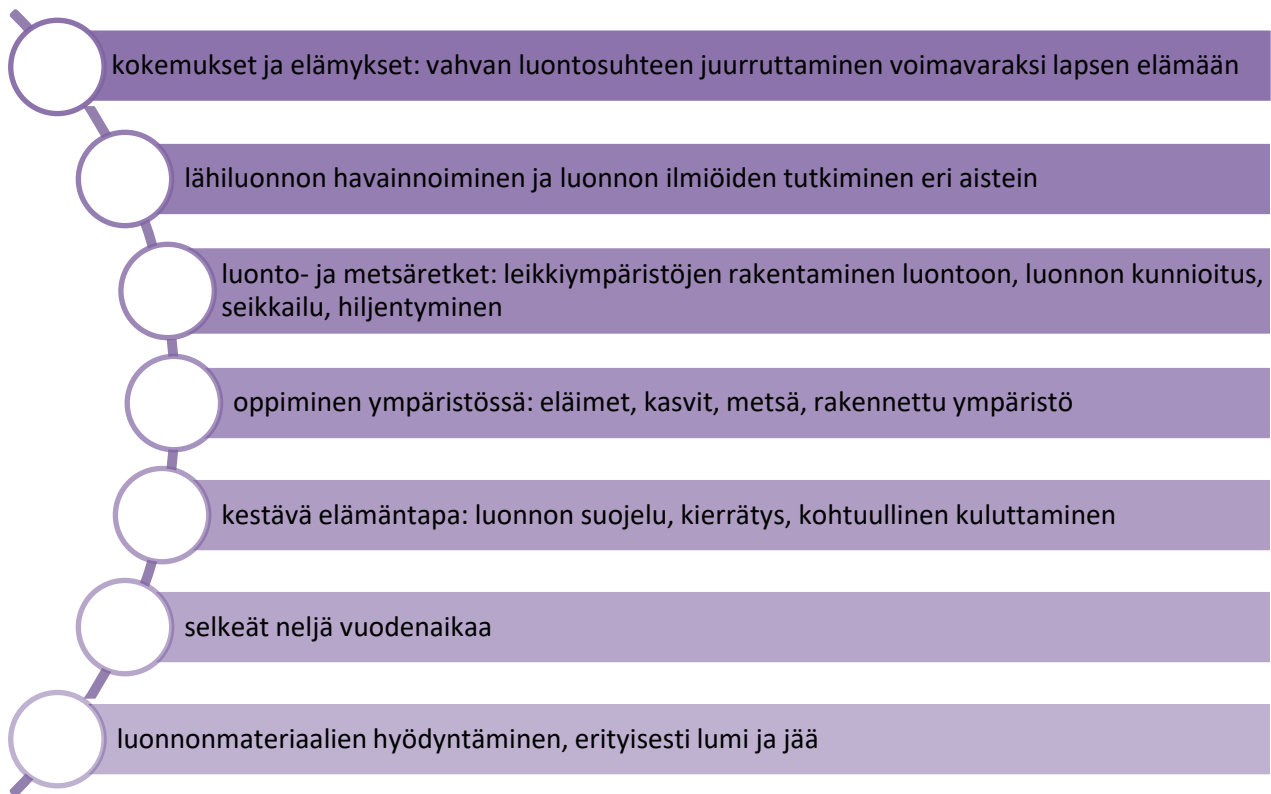 kokemukset ja elämykset: vahvan luontosuhteen juurruttaminen voimavaraksi lapsen elämään
lähiluonnon havainnoiminen ja luonnon ilmiöiden tutkiminen eri aistein
luonto- ja metsäretket: leikkiympäristöjen rakentaminen luontoon, luonnon kunnioitus,
seikkailu, hiljentyminen
oppiminen ympäristössä: eläimet, kasvit, metsä, rakennettu ympäristö
kestävä elämäntapa: luonnon suojelu, kierrätys, kohtuullinen kuluttaminen
selkeät neljä vuodenaikaa
luonnonmateriaalien hyödyntäminen, erityisesti lumi ja jää